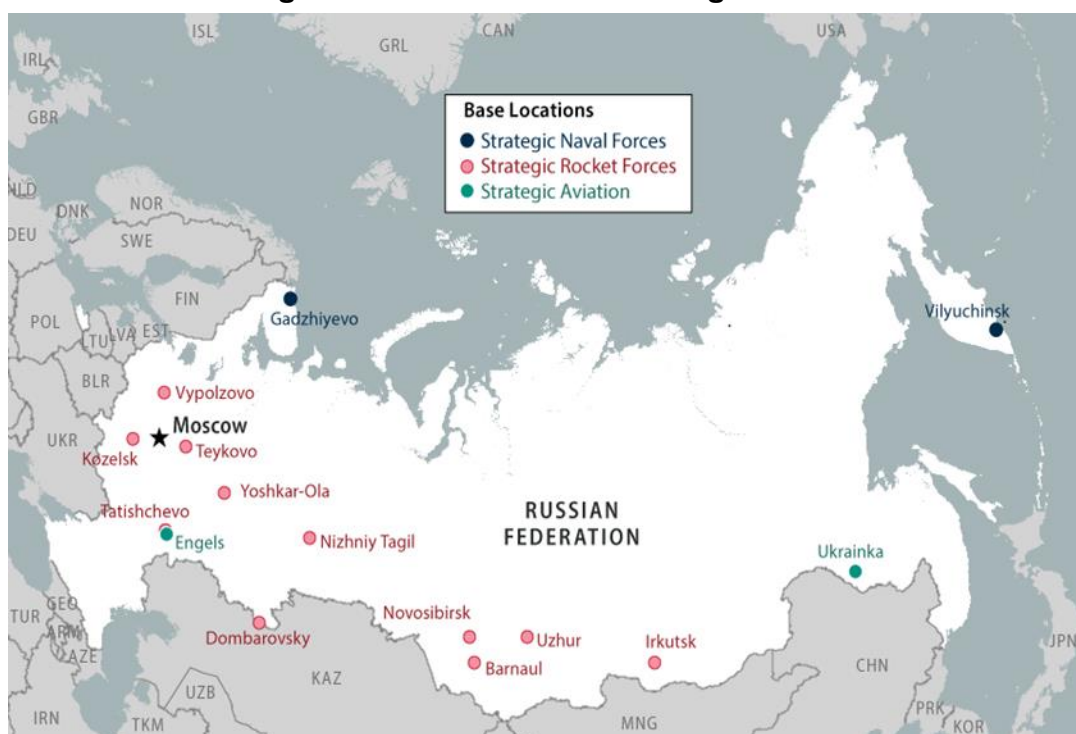 ISL
GRL
CAN
USA
IRL
GBR
Base Locations
Strategic Naval Forces
Strategic Rocket Forces
Strategic Aviation
NLD
DNK
NOR
DEU
SWE
FIN
Gadzhiyevo
Vilyuchinsk
POL
LTU
LVA
EST
BLR
Vypolzovo
Moscow
UKR
Kozelsk
Teykovo
Yoshkar-Ola
RUSSIAN
FEDERATION
Tatishchevo
Engels
Nizhniy Tagil
Ukrainka
GEO
TUR
ARM
AZE
Dombarovsky
Novosibirsk
Uzhur
Irkutsk
Barnaul
JPN
KAZ
CHN
UZB
IRN
TKM
MNG
PRK
KOR